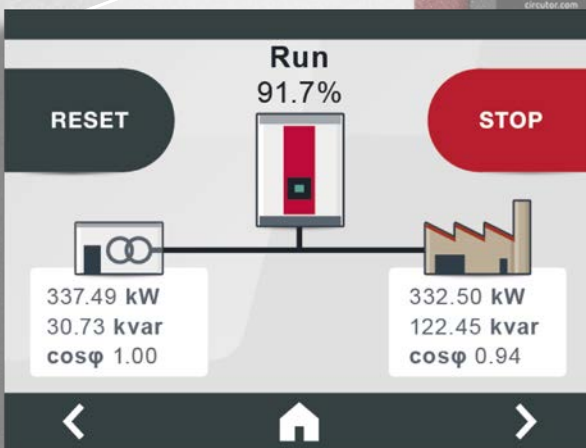 circutor.com
Run
91.7%
RESET
STOP
337.49 kW
30.73 kvar
cosφ 1.00
332.50 kW
122.45 kvar
cosφ 0.94